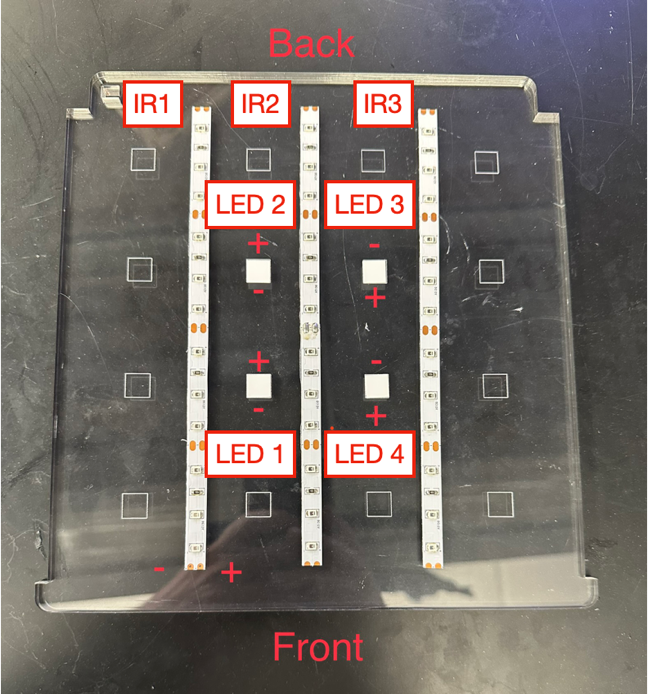 Back
IR1 IR2 IR3
LED 2 LED 3
+ -
- +
+ -
- +
LED 1 LED 4
- +
Front